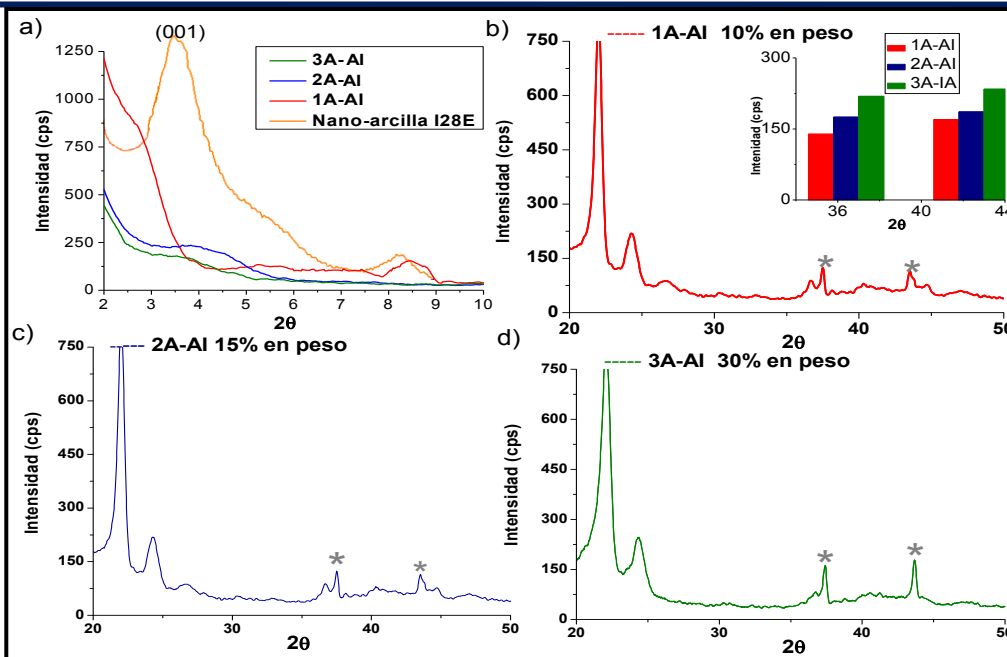 a)
(001)
3A-Al
2A-Al
1A-Al
Nano-arcilla I28E
Intensidad (cps)
1250
1000
750
500
250
0
2 3 4 5 6 7 8 9 10
2θ
b)
1A-Al 10% en peso
1A-Al
2A-Al
3A-IA
Intenidad (cps)
300
150
0
36 40 44
2θ
Intensidad (cps)
750
600
450
300
150
0
* *
20 30 40 50
2θ
c)
2A-Al 15% en peso
Intensidad (cps)
750
600
450
300
150
0
* *
20 30 40 50
2θ
d)
3A-Al 30% en peso
Intensidad (cps)
750
600
450
300
150
0
* *
20 30 40 50
2θ